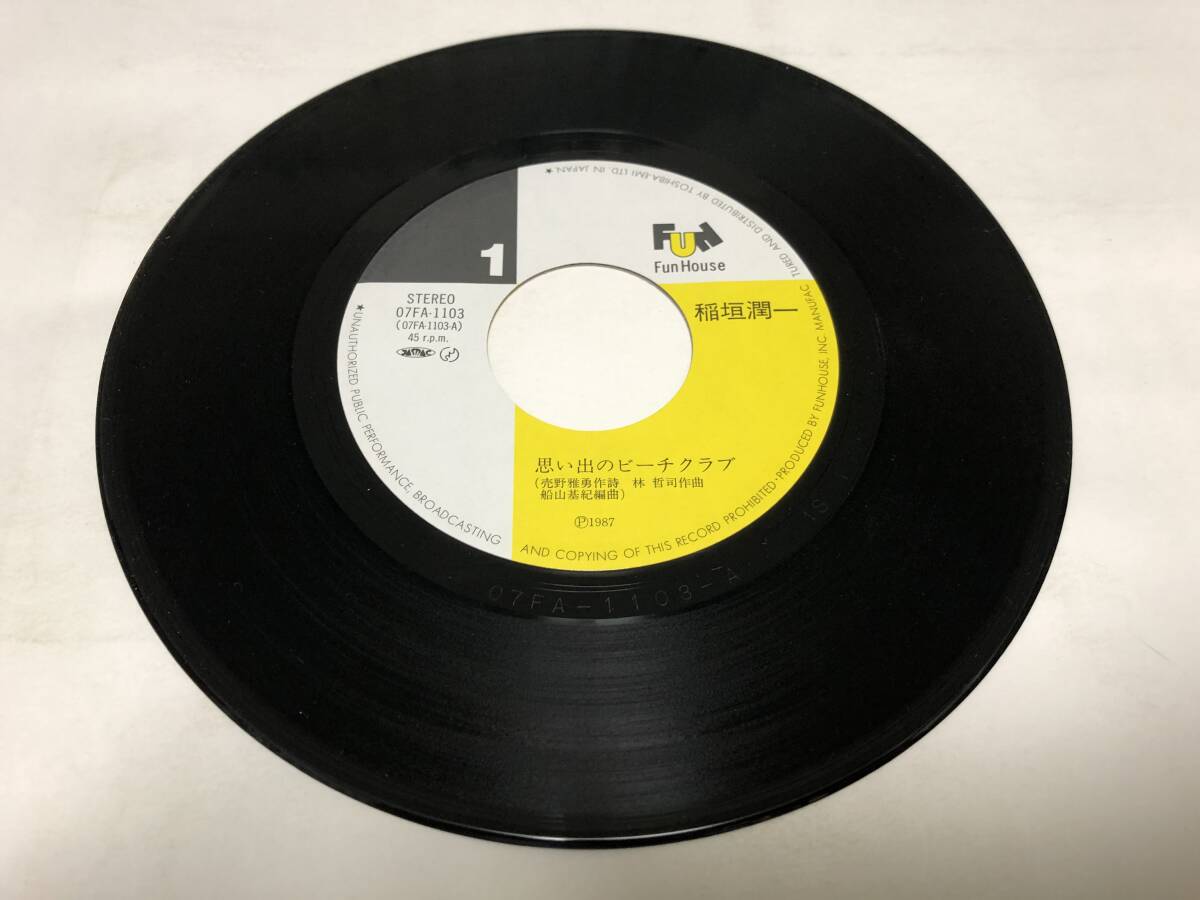 1
Fun
Fun House
STEREO
07FA-1103
(07FA-1103-A)
45 r.p.m.
稲垣潤一
思い出のビーチクラブ
(売野雅勇作詩 林 哲司作曲
船山基紀編曲)
Ⓟ1987
★UNAUTHORIZED PUBLIC PERFORMANCE, BROADCASTING AND COPYING OF THIS RECORD PROHIBITED・PRODUCED BY FUNHOUSE, INC. MANUFACTURED AND DISTRIBUTED BY TOSHIBA-EMI LTD. IN JAPAN★
07FA-1103-A
1S